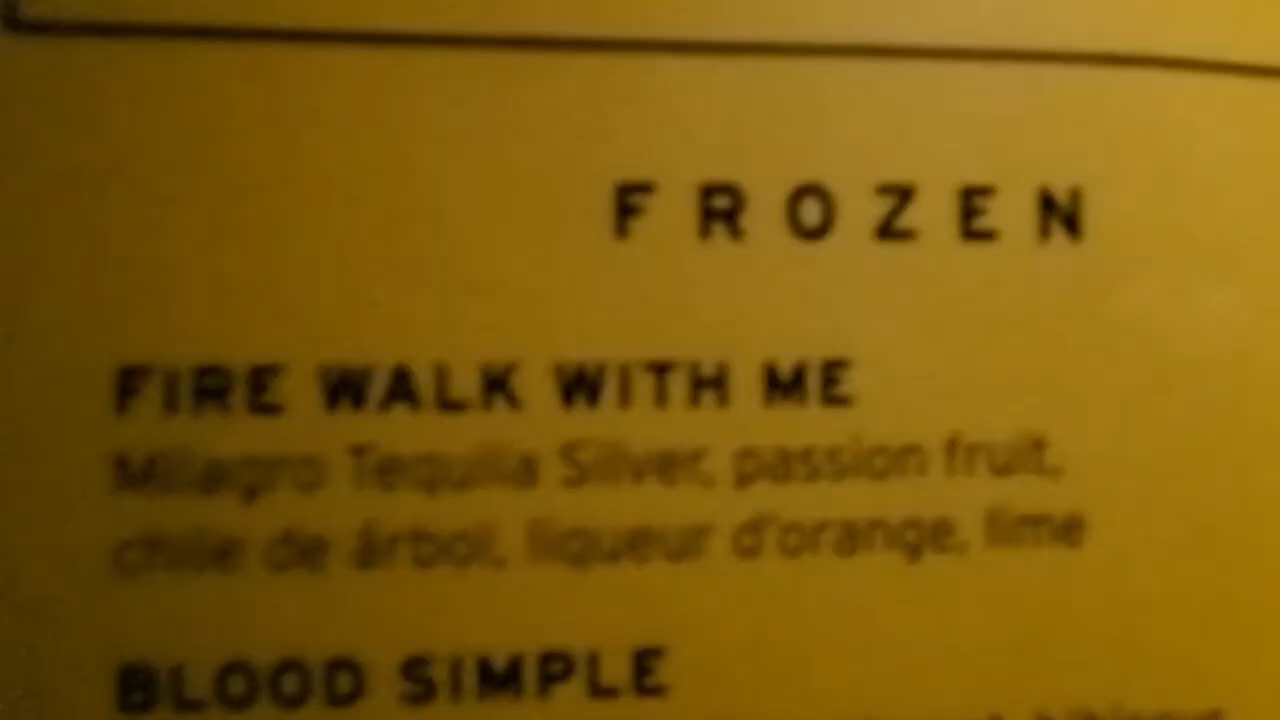 FROZEN
FIRE WALK WITH ME
Milagro Tequila Silver, passion fruit,
chile de árbol, liqueur d'orange, lime
BLOOD SIMPLE